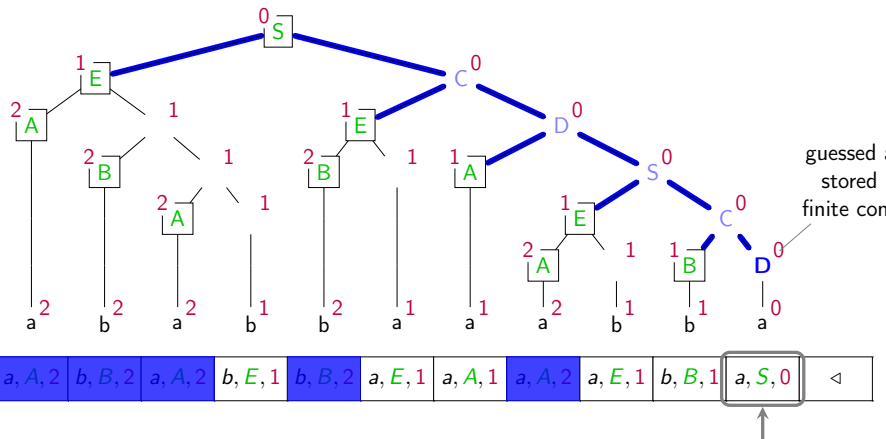 0
S
1
E
C
0
2
A
1
1
E
D
0
2
B
1
2
B
1
1
A
S
0
guessed a
stored
finite con
2
A
1
1
E
C
0
2
A
1
1
B
D
0
a 2 b 2 a 2 b 1 b 2 a 1 a 1 a 2 b 1 b 1 a 0
a, A, 2 b, B, 2 a, A, 2 b, E, 1 b, B, 2 a, E, 1 a, A, 1 a, A, 2 a, E, 1 b, B, 1 a, S, 0 ◁